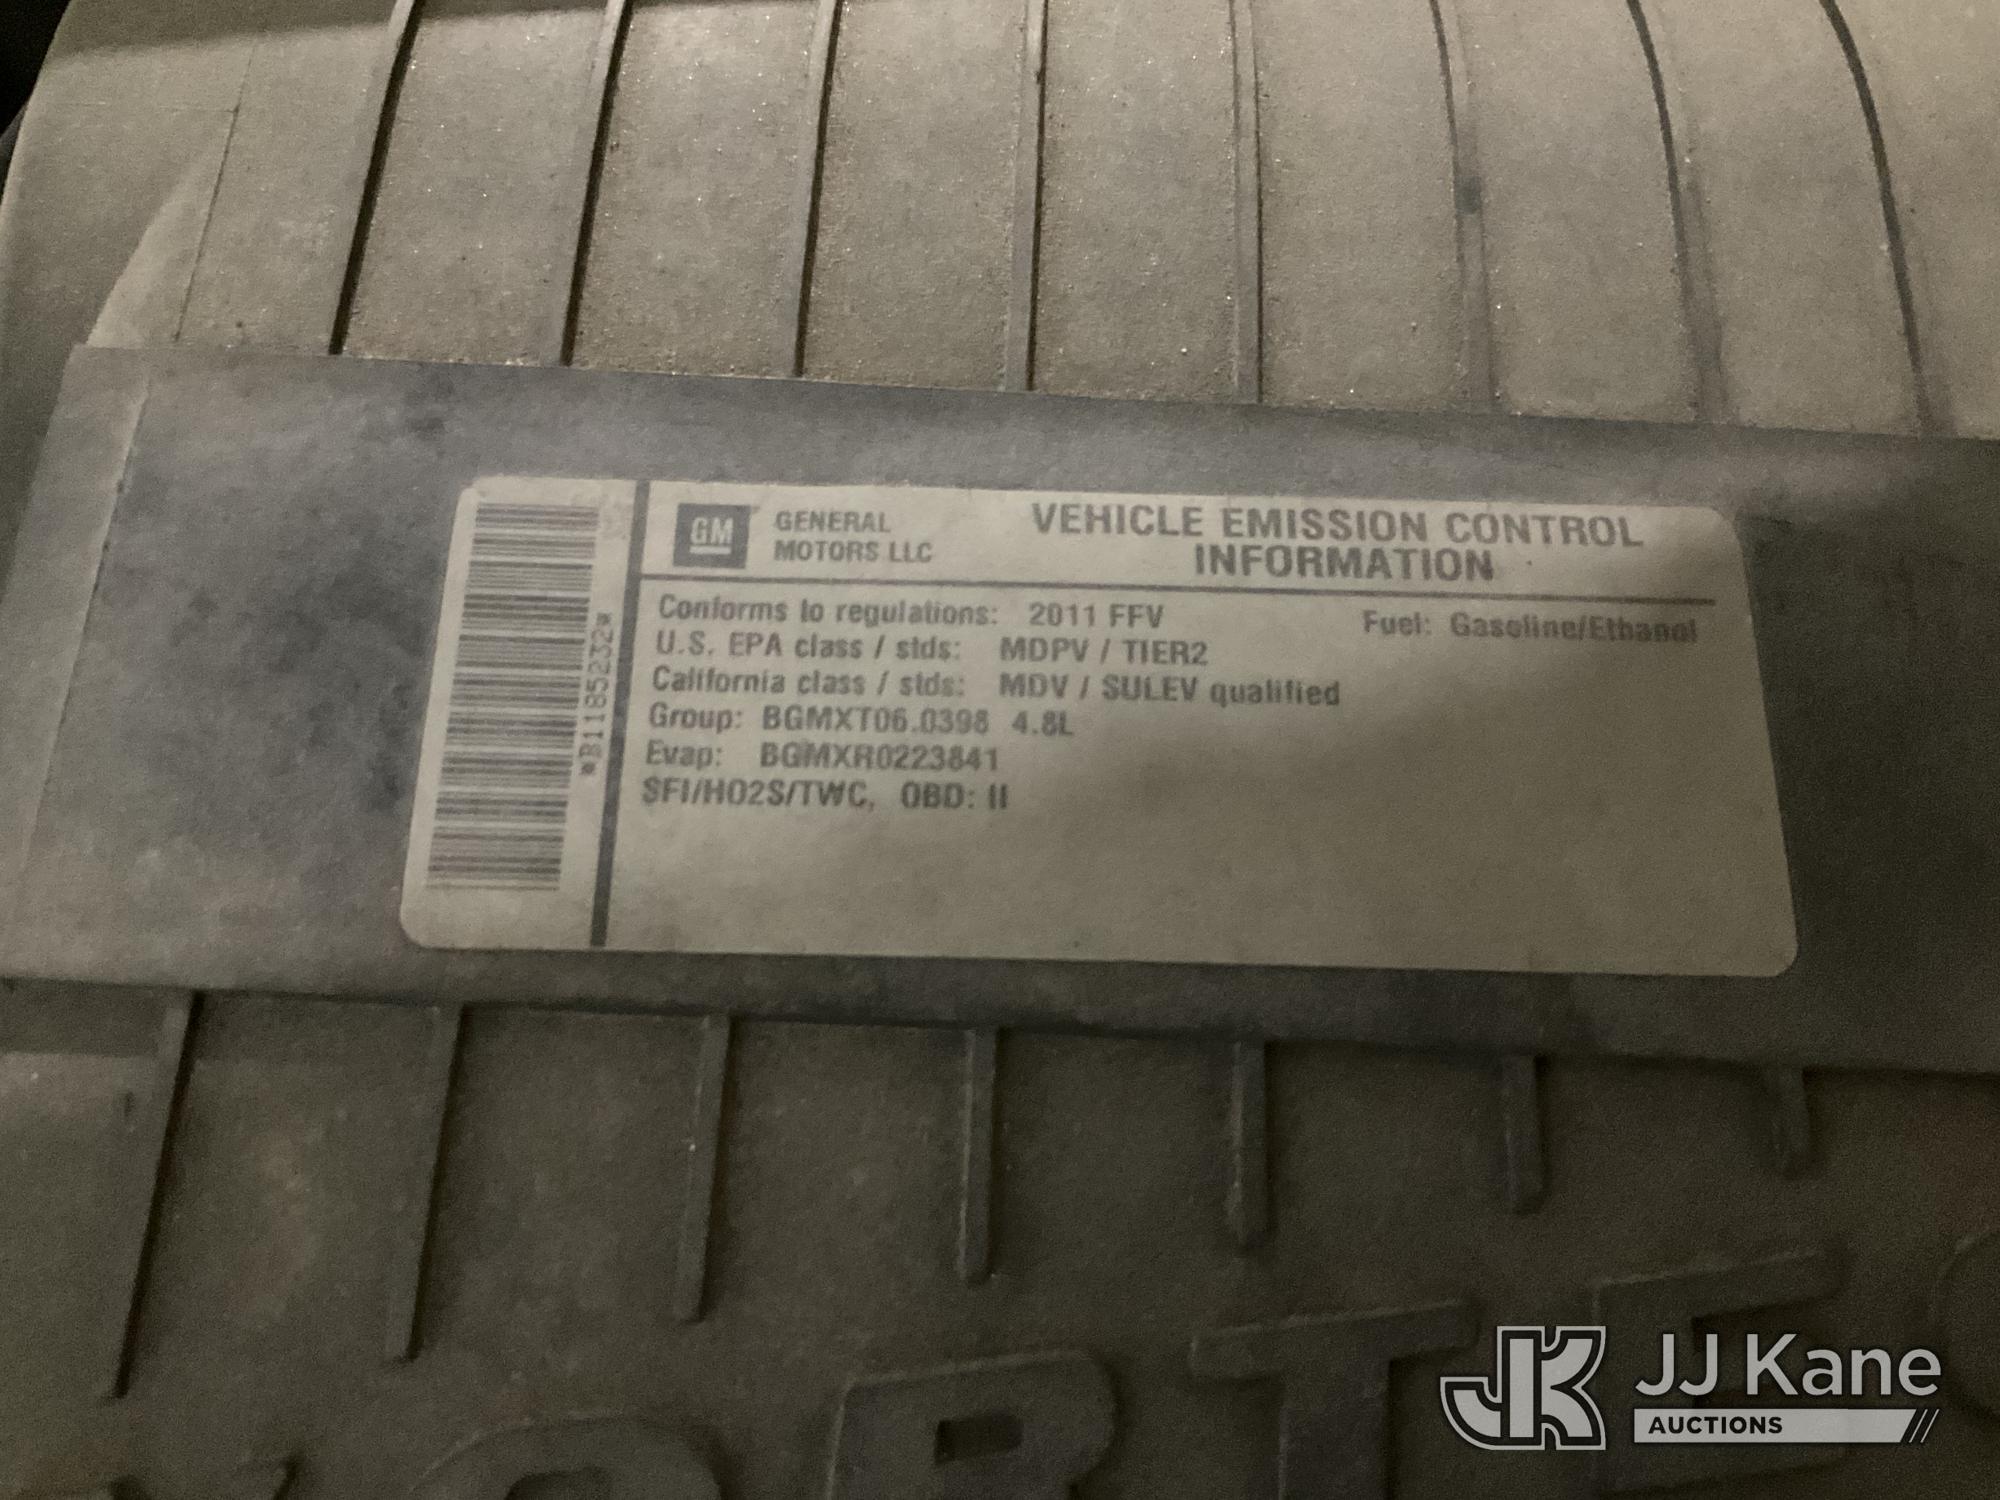 GM
GENERAL
MOTORS LLC
VEHICLE EMISSION CONTROL
INFORMATION
Conforms to regulations: 2011 FFV
Fuel: Gasoline/Ethanol
U.S. EPA class / stds: MDPV / TIER2
California class / stds: MDV / SULEV qualified
Group: BGMXT06.0398 4.8L
Evap: BGMXR0223841
SFI/HO2S/TWC, OBD: II
*B1185232*
VORTEC
JK
JJ Kane
AUCTIONS